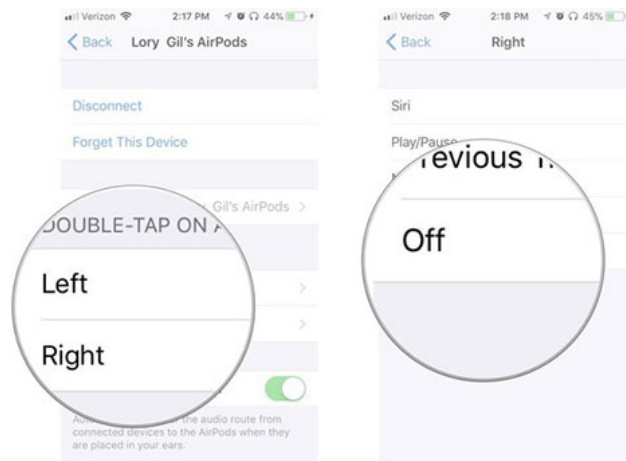 Verizon 2:17 PM 44%
Back Lory Gil's AirPods
Disconnect
Forget This Device
Gil's AirPods
DOUBLE-TAP ON
Left
Right
the audio route from
connected devices to the AirPods when they
are placed in your ears.
Verizon 2:18 PM 45%
Back Right
Siri
Play/Pause
Off